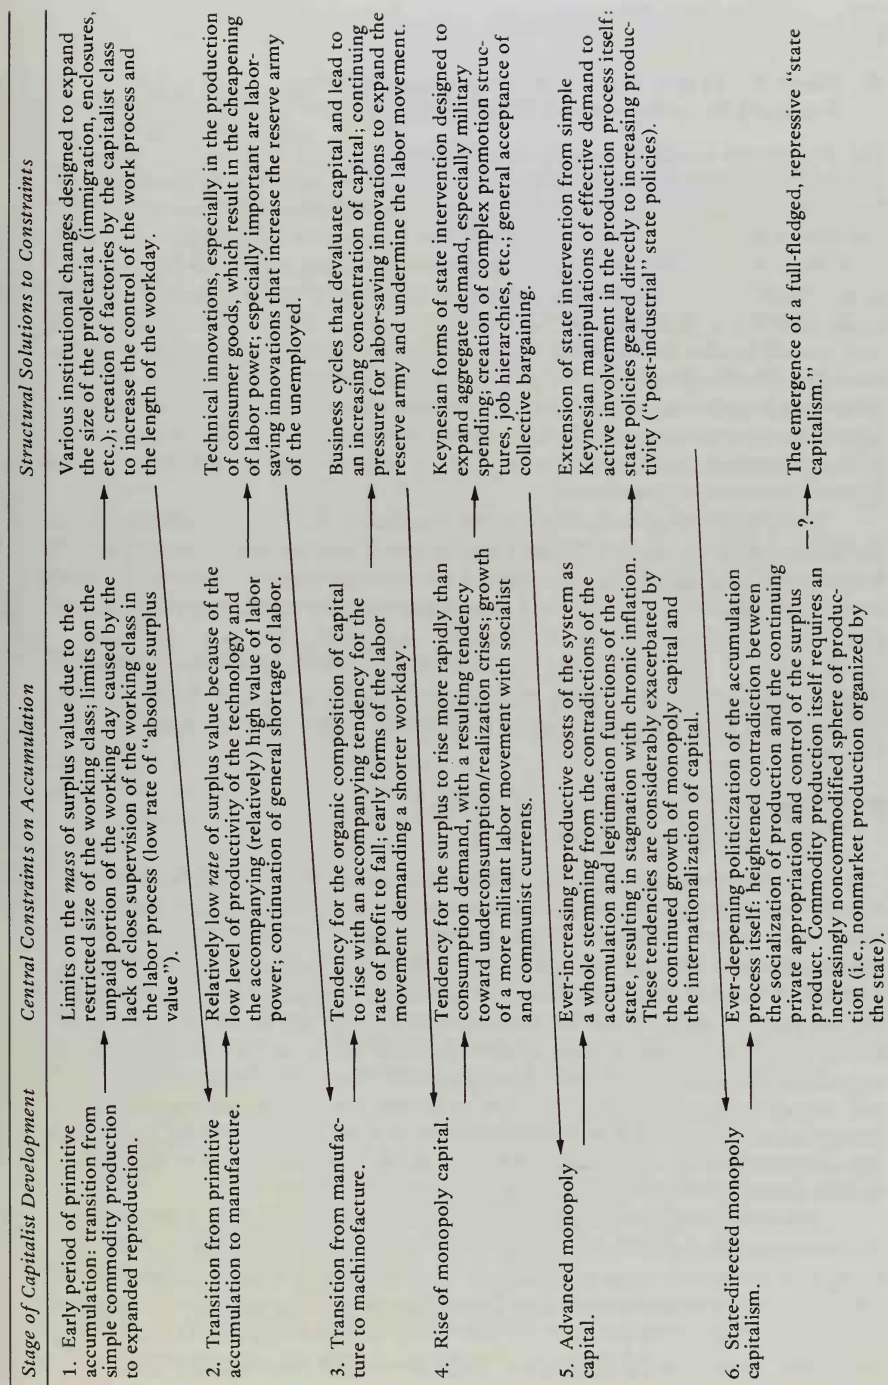 Stage of Capitalist Development
Central Constraints on Accumulation
Structural Solutions to Constraints
1. Early period of primitive
accumulation: transition from
simple commodity production
to expanded reproduction.
Limits on the mass of surplus value due to the
restricted size of the working class; limits on the
unpaid portion of the working day caused by the
lack of close supervision of the working class in
the labor process (low rate of “absolute surplus
value”).
Various institutional changes designed to expand
the size of the proletariat (immigration, enclosures,
etc.); creation of factories by the capitalist class
to increase the control of the work process and
the length of the workday.
2. Transition from primitive
accumulation to manufacture.
Relatively low rate of surplus value because of the
low level of productivity of the technology and
the accompanying (relatively) high value of labor
power; continuation of general shortage of labor.
Technical innovations, especially in the production
of consumer goods, which result in the cheapening
of labor power; especially important are labor-
saving innovations that increase the reserve army
of the unemployed.
3. Transition from manufac-
ture to machinofacture.
Tendency for the organic composition of capital
to rise with an accompanying tendency for the
rate of profit to fall; early forms of the labor
movement demanding a shorter workday.
Business cycles that devaluate capital and lead to
an increasing concentration of capital; continuing
pressure for labor-saving innovations to expand the
reserve army and undermine the labor movement.
4. Rise of monopoly capital.
Tendency for the surplus to rise more rapidly than
consumption demand, with a resulting tendency
toward underconsumption/realization crises; growth
of a more militant labor movement with socialist
and communist currents.
Keynesian forms of state intervention designed to
expand aggregate demand, especially military
spending; creation of complex promotion struc-
tures, job hierarchies, etc.; general acceptance of
collective bargaining.
5. Advanced monopoly
capital.
Ever-increasing reproductive costs of the system as
a whole stemming from the contradictions of the
accumulation and legitimation functions of the
state, resulting in stagnation with chronic inflation.
These tendencies are considerably exacerbated by
the continued growth of monopoly capital and
the internationalization of capital.
Extension of state intervention from simple
Keynesian manipulations of effective demand to
active involvement in the production process itself:
state policies geared directly to increasing produc-
tivity (“post-industrial” state policies).
6. State-directed monopoly
capitalism.
Ever-deepening politicization of the accumulation
process itself: heightened contradiction between
the socialization of production and the continuing
private appropriation and control of the surplus
product. Commodity production itself requires an
increasingly noncommodified sphere of produc-
tion (i.e., nonmarket production organized by
the state).
—?→
The emergence of a full-fledged, repressive “state
capitalism.”